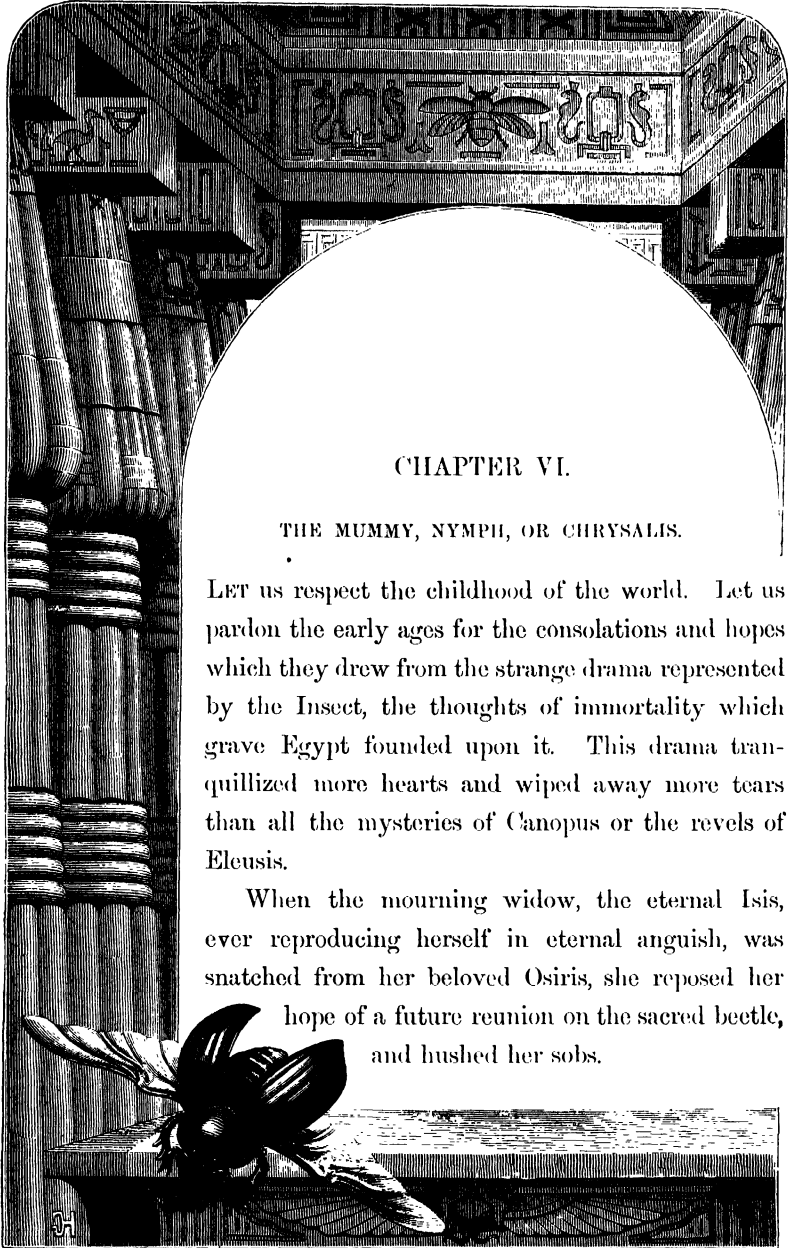 CHAPTER VI.
THE MUMMY, NYMPH, OR CHRYSALIS.
LET us respect the childhood of the world. Let us
pardon the early ages for the consolations and hopes
which they drew from the strange drama represented
by the Insect, the thoughts of immortality which
grave Egypt founded upon it. This drama tran-
quillized more hearts and wiped away more tears
than all the mysteries of Canopus or the revels of
Eleusis.
When the mourning widow, the eternal Isis,
ever reproducing herself in eternal anguish, was
snatched from her beloved Osiris, she reposed her
hope of a future reunion on the sacred beetle,
and hushed her sobs.